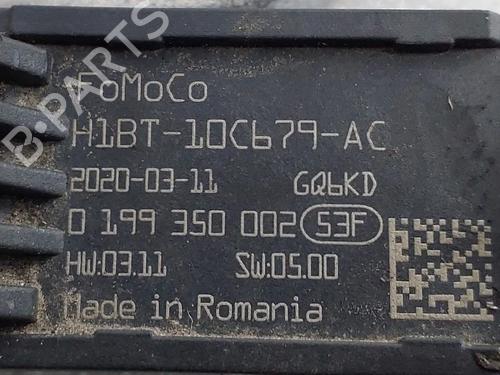 B-PARTS
FoMoCo
H1BT-10C679-AC
2020-03-11 GQ6KD
0 199 350 002 S3F
HW:03.11 SW:05.00
Made in Romania